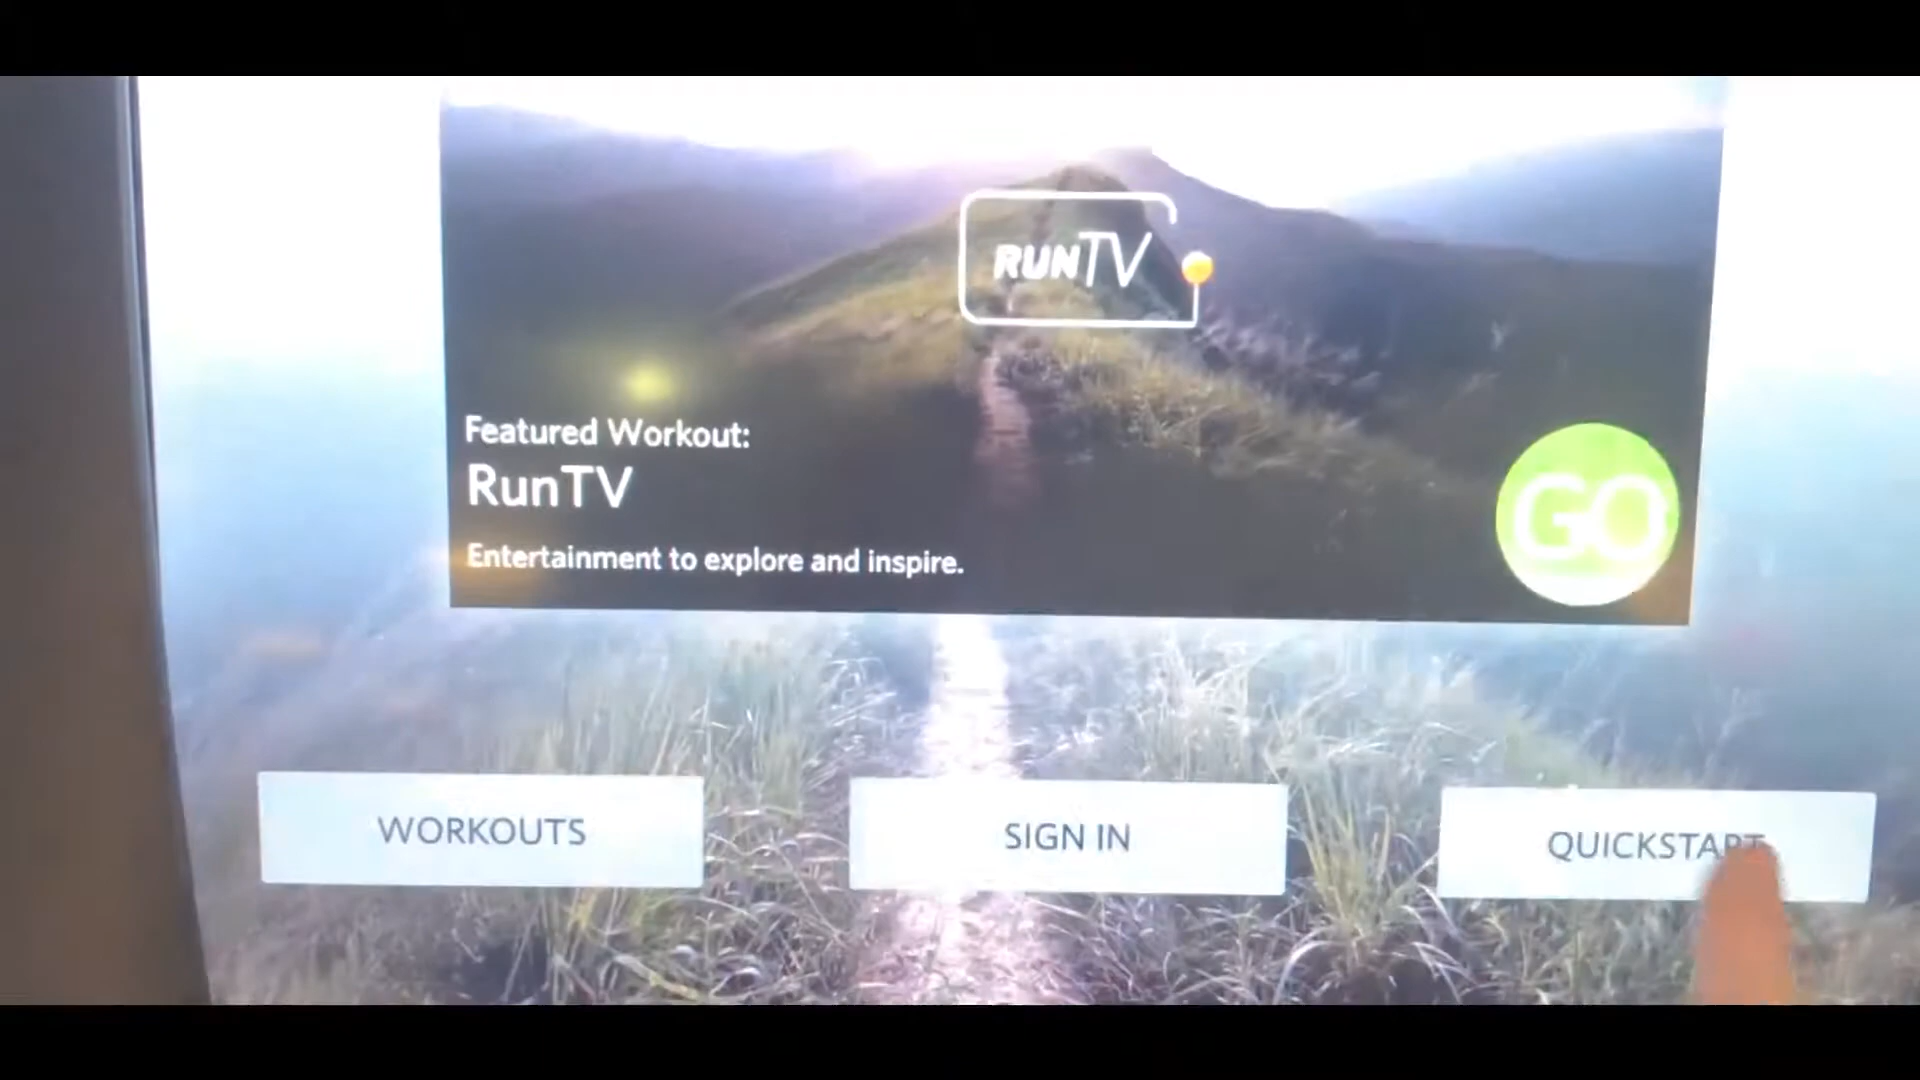 RUNTV
Featured Workout:
RunTV
Entertainment to explore and inspire.
GO
WORKOUTS
SIGN IN
QUICKSTART